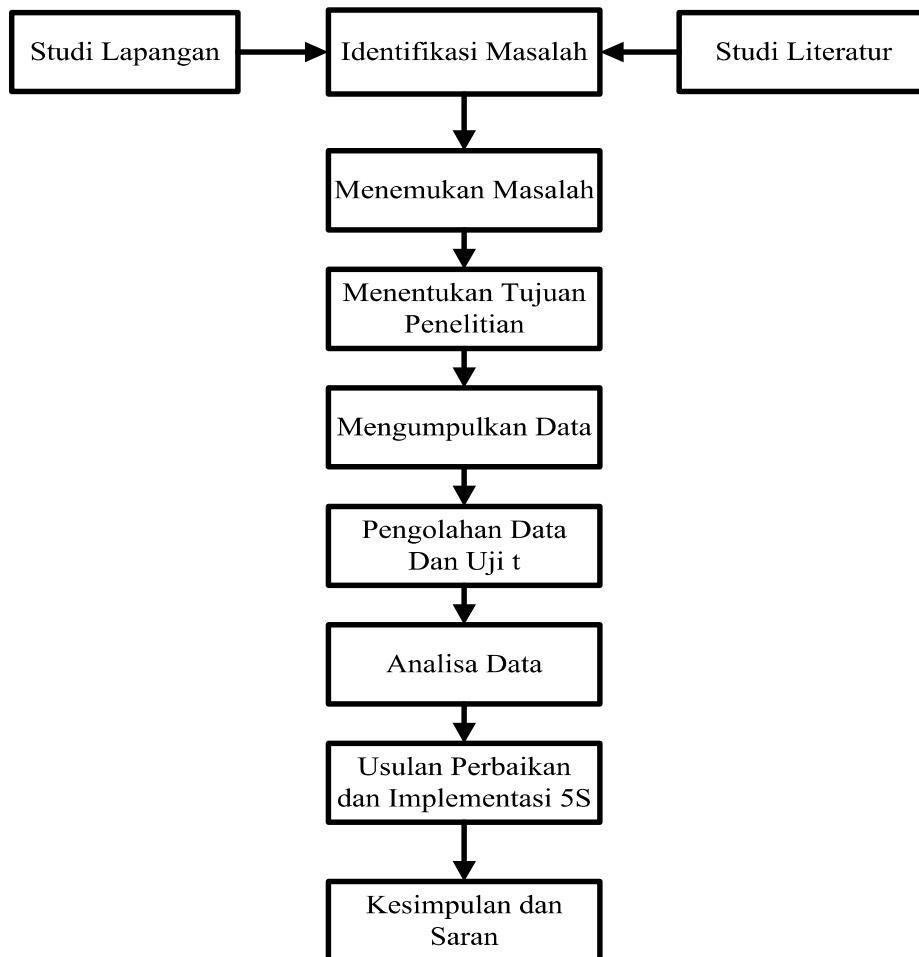 Studi Lapangan
Identifikasi Masalah
Studi Literatur
Menemukan Masalah
Menentukan Tujuan
Penelitian
Mengumpulkan Data
Pengolahan Data
Dan Uji t
Analisa Data
Usulan Perbaikan
dan Implementasi 5S
Kesimpulan dan
Saran